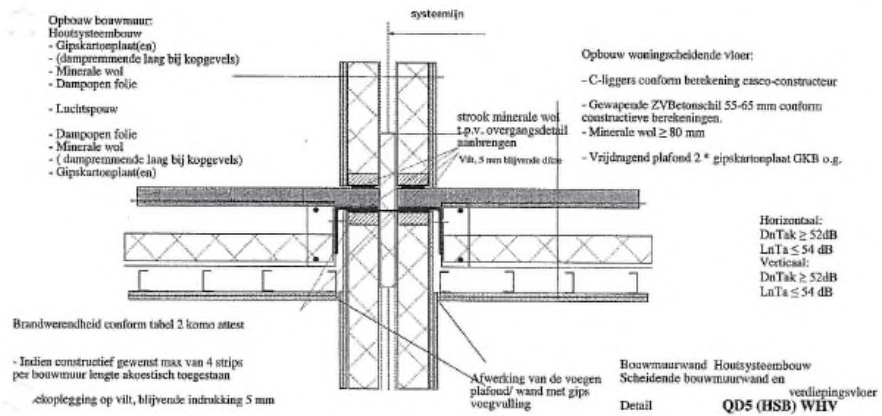 systeemlijn
Opbouw bouwmuur:
Houtsysteembouw
- Gipskartonplaat(en)
- (dampremmende laag bij kopgevels)
- Minerale wol
- Dampopen folie
- Luchtspouw
- Dampopen folie
- Minerale wol
- ( dampremmende laag bij kopgevels)
- Gipskartonplaat(en)
strook minerale wol
t.p.v. overgangsdetail
aanbrengen
Vilt, 5 mm blijvende dikte
Opbouw woningscheidende vloer:
- C-liggers conform berekening casco-constructeur
- Gewapende ZVBetonschil 55-65 mm conform
constructieve berekeningen.
- Minerale wol ≥ 80 mm
- Vrijdragend plafond 2 * gipskartonplaat GKB o.g.
Horizontaal:
DnTak ≥ 52dB
LnTa ≤ 54 dB
Verticaal:
DnTak ≥ 52dB
LnTa ≤ 54 dB
Brandwerendheid conform tabel 2 komo attest
- Indien constructief gewenst max van 4 strips
per bouwmuur lengte akoestisch toegestaan
.ekoplegging op vilt, blijvende indrukking 5 mm
Afwerking van de voegen
plafond/ wand met gips
voegvulling
Bouwmuurwand Houtsysteembouw
Scheidende bouwmuurwand en
verdiepingsvloer
Detail QD5 (HSB) WHV